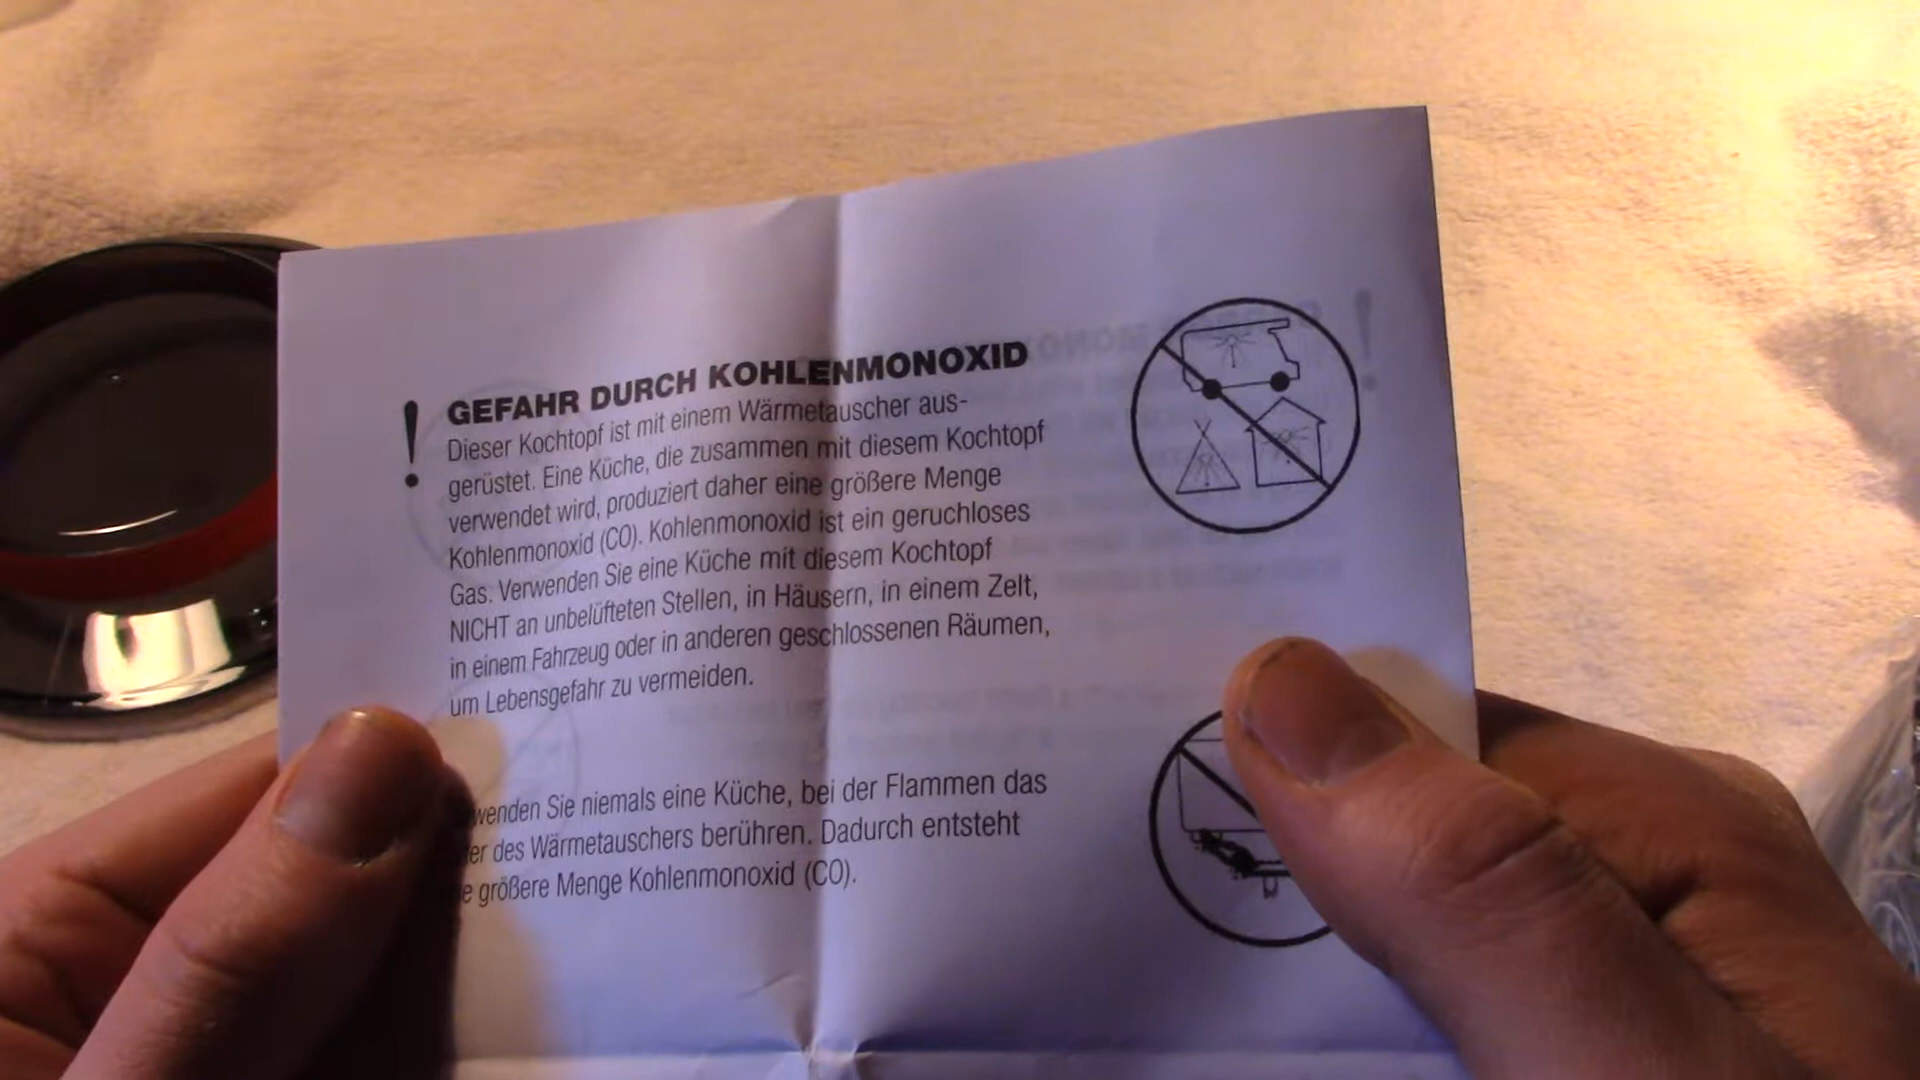 ! GEFAHR DURCH KOHLENMONOXID
Dieser Kochtopf ist mit einem Wärmetauscher aus-
gerüstet. Eine Küche, die zusammen mit diesem Kochtopf
verwendet wird, produziert daher eine größere Menge
Kohlenmonoxid (CO). Kohlenmonoxid ist ein geruchloses
Gas. Verwenden Sie eine Küche mit diesem Kochtopf
NICHT an unbelüfteten Stellen, in Häusern, in einem Zelt,
in einem Fahrzeug oder in anderen geschlossenen Räumen,
um Lebensgefahr zu vermeiden.
wenden Sie niemals eine Küche, bei der Flammen das
er des Wärmetauschers berühren. Dadurch entsteht
e größere Menge Kohlenmonoxid (CO).